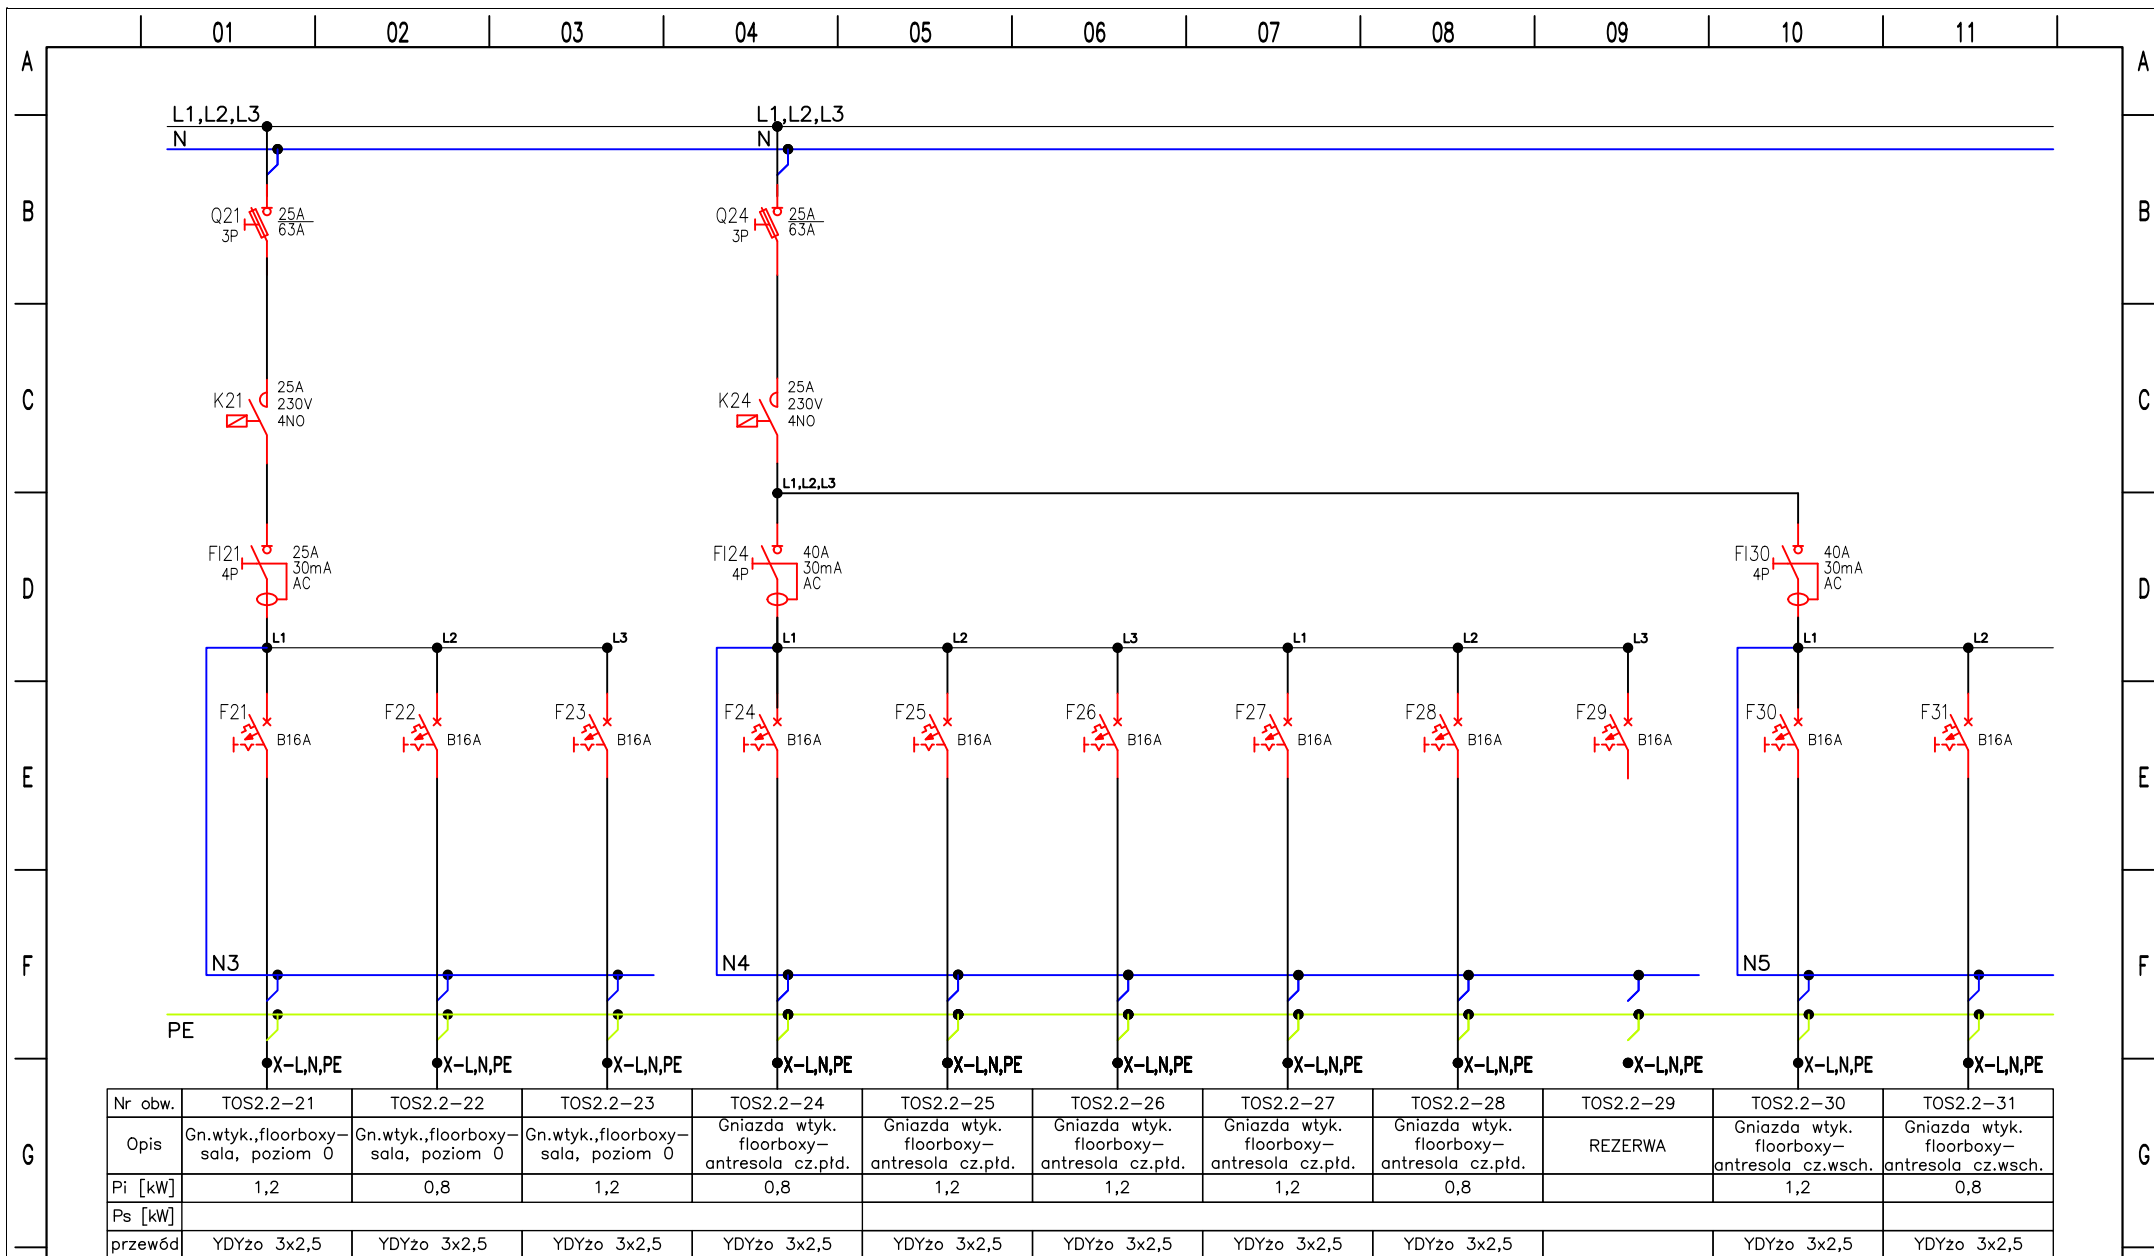 01 02 03 04 05 06 07 08 09 10 11
A A
L1,L2,L3 L1,L2,L3
N N
B B
Q21 25A Q24 25A
3P 63A 3P 63A
C C
25A 25A
K21 230V K24 230V
4NO 4NO
L1,L2,L3
FI21 25A FI24 40A FI30 40A
4P 30mA 4P 30mA 4P 30mA
AC AC AC
D D
L1 L2 L3 L1 L2 L3 L1 L2 L3 L1 L2
F21 F22 F23 F24 F25 F26 F27 F28 F29 F30 F31
B16A B16A B16A B16A B16A B16A B16A B16A B16A B16A B16A
E E
F N3 N4 N5 F
PE
X-L,N,PE X-L,N,PE X-L,N,PE X-L,N,PE X-L,N,PE X-L,N,PE X-L,N,PE X-L,N,PE X-L,N,PE X-L,N,PE X-L,N,PE
Nr obw. TOS2.2-21 TOS2.2-22 TOS2.2-23 TOS2.2-24 TOS2.2-25 TOS2.2-26 TOS2.2-27 TOS2.2-28 TOS2.2-29 TOS2.2-30 TOS2.2-31
G G
Opis
Gn.wtyk.,floorboxy-
sala, poziom 0
Gn.wtyk.,floorboxy-
sala, poziom 0
Gn.wtyk.,floorboxy-
sala, poziom 0
Gniazda wtyk.
floorboxy-
antresola cz.płd.
Gniazda wtyk.
floorboxy-
antresola cz.płd.
Gniazda wtyk.
floorboxy-
antresola cz.płd.
Gniazda wtyk.
floorboxy-
antresola cz.płd.
Gniazda wtyk.
floorboxy-
antresola cz.płd.
REZERWA
Gniazda wtyk.
floorboxy-
antresola cz.wsch.
Gniazda wtyk.
floorboxy-
antresola cz.wsch.
Pi [kW] 1,2 0,8 1,2 0,8 1,2 1,2 1,2 0,8 1,2 0,8
Ps [kW]
przewód YDYżo 3x2,5 YDYżo 3x2,5 YDYżo 3x2,5 YDYżo 3x2,5 YDYżo 3x2,5 YDYżo 3x2,5 YDYżo 3x2,5 YDYżo 3x2,5 YDYżo 3x2,5 YDYżo 3x2,5